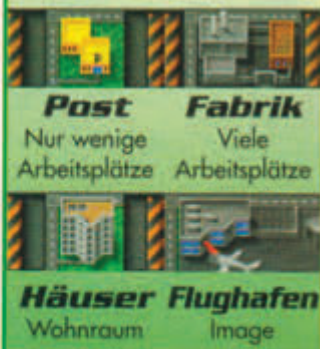 Post Fabrik
Nur wenige Viele
Arbeitsplätze Arbeitsplätze
Häuser Flughafen
Wohnraum Image